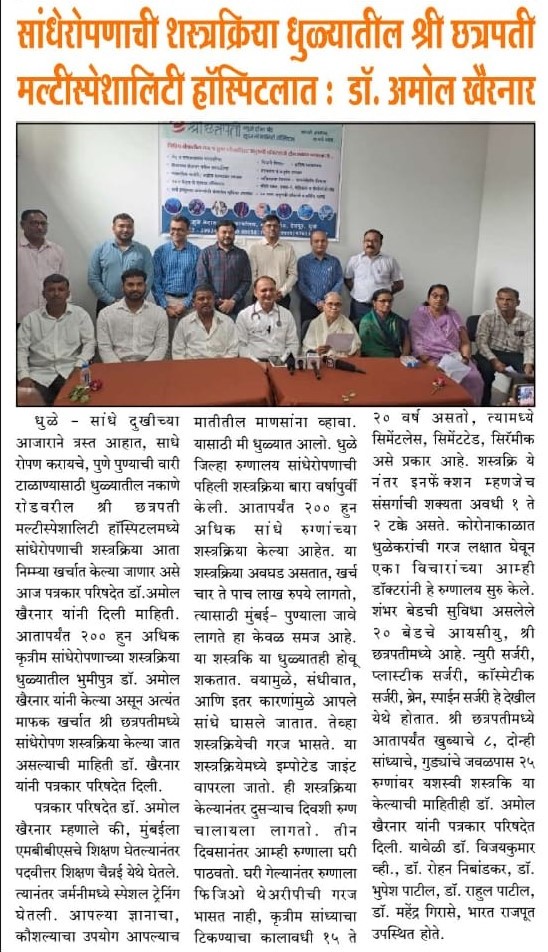 सांधेरोपणाची शस्त्रक्रिया धुळ्यातील श्री छत्रपती
मल्टीस्पेशालिटी हॉस्पिटलात : डॉ. अमोल खैरनार
श्री छत्रपती
धुळे - सांधे दुखीच्या
आजाराने त्रस्त आहात, साधे
रोपण करायचे, पुणे पुण्याची वारी
टाळाण्यासाठी धुळ्यातील नकाणे
रोडवरील श्री छत्रपती
मल्टीस्पेशालिटी हॉस्पिटलमध्ये
सांधेरोपणाची शस्त्रक्रिया आता
निम्म्या खर्चात केल्या जाणार असे
आज पत्रकार परिषदेत डॉ.अमोल
खैरनार यांनी दिली माहिती.
आतापर्यंत २०० हुन अधिक
कृत्रीम सांधेरोपणाच्या शस्त्रक्रिया
धुळ्यातील भुमीपुत्र डॉ. अमोल
खैरनार यांनी केल्या असून अत्यंत
माफक खर्चात श्री छत्रपतीमध्ये
सांधेरोपण शस्त्रक्रिया केल्या जात
असल्याची माहिती डॉ. खैरनार
यांनी पत्रकार परिषदेत दिली.
पत्रकार परिषदेत डॉ. अमोल
खैरनार म्हणाले की, मुंबईला
एमबीबीएसचे शिक्षण घेतल्यानंतर
पदवीत्तर शिक्षण चैन्नई येथे घेतले.
त्यानंतर जर्मनीमध्ये स्पेशल ट्रेनिंग
घेतली. आपल्या ज्ञानाचा,
कौशल्याचा उपयोग आपल्याच
मातीतील माणसांना व्हावा.
यासाठी मी धुळ्यात आलो. धुळे
जिल्हा रुग्णालय सांधेरोपणाची
पहिली शस्त्रक्रिया बारा वर्षापुर्वी
केली. आतापर्यंत २०० हुन
अधिक सांधे रुग्णांच्या
शस्त्रक्रिया केल्या आहेत. या
शस्त्रक्रिया अवघड असतात, खर्च
चार ते पाच लाख रुपये लागतो,
त्यासाठी मुंबई- पुण्याला जावे
लागते हा केवळ समज आहे.
या शस्त्रकि या धुळ्यातही होवू
शकतात. वयामुळे, संधीवात,
आणि इतर कारणांमुळे आपले
सांधे घासले जातात. तेव्हा
शस्त्रक्रियेची गरज भासते. या
शस्त्रक्रियेमध्ये इम्पोटेड जाइंट
वापरला जातो. ही शस्त्रक्रिया
केल्यानंतर दुसऱ्याच दिवशी रुग्ण
चालायला लागतो. तीन
दिवसानंतर आम्ही रुग्णाला घरी
पाठवतो. घरी गेल्यानंतर रुग्णाला
फिजिओ थेअरीपीची गरज
भासत नाही, कृत्रीम सांध्याचा
टिकण्याचा कालावधी १५ ते
२० वर्ष असतो, त्यामध्ये
सिमेंटलेस, सिमेंटटेड, सिरॅमीक
असे प्रकार आहे. शस्त्रक्रि ये
नंतर इनफेंक्शन म्हणजेच
संसर्गाची शक्यता अवधी १ ते
२ टक्के असते. कोरोनाकाळात
धुळेकरांची गरज लक्षात घेवून
एका विचारांच्या आम्ही
डॉक्टरांनी हे रुग्णालय सुरु केले.
शंभर बेडची सुविधा असलेले
२० बेडचे आयसीयु, श्री
छत्रपतीमध्ये आहे. न्युरी सर्जरी,
प्लास्टीक सर्जरी, कॉस्मेटीक
सर्जरी, ब्रेन, स्पाईन सर्जरी हे देखील
येथे होतात. श्री छत्रपतीमध्ये
आतापर्यंत खुब्याचे ८, दोन्ही
सांध्याचे, गुड्यांचे जवळपास २५
रुग्णांवर यशस्वी शस्त्रकि या
केल्याची माहितीही डॉ. अमोल
खैरनार यांनी पत्रकार परिषदेत
दिली. यावेळी डॉ. विजयकुमार
व्ही., डॉ. रोहन निबांडकर, डॉ.
भुपेश पाटील, डॉ. राहुल पाटील,
डॉ. महेंद्र गिरासे, भारत राजपूत
उपस्थित होते.